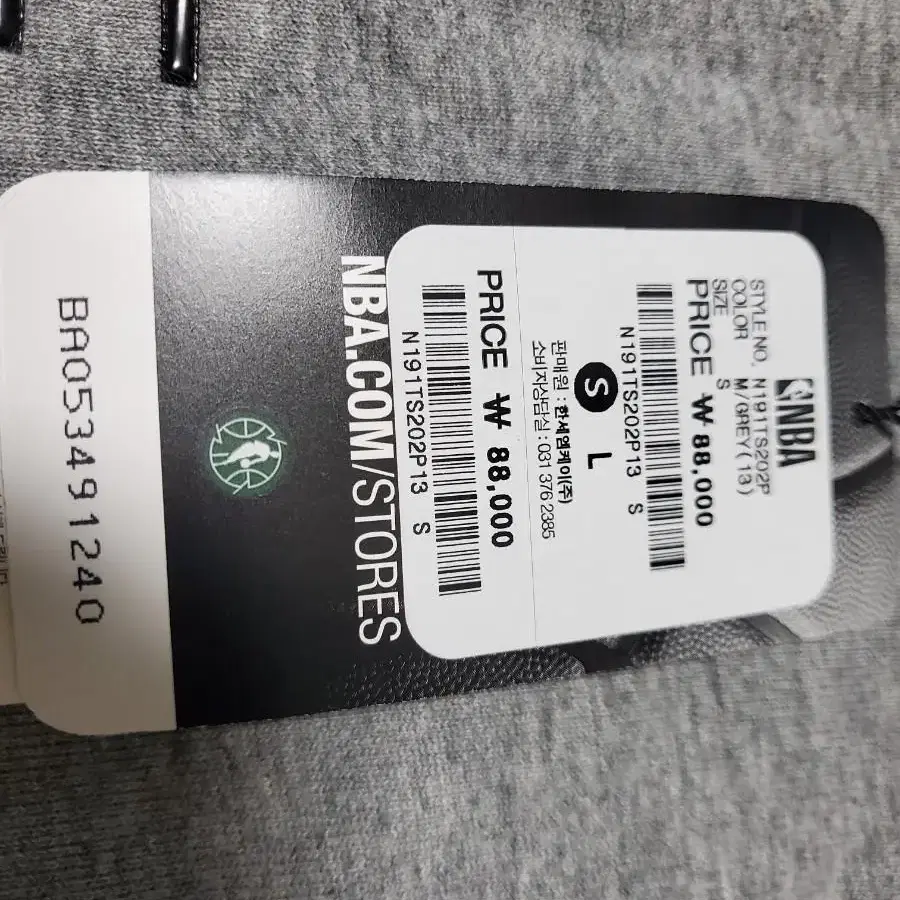 NBA
STYLE NO. N191TS202P
COLOR M/GREY(13)
SIZE S
PRICE ₩ 88,000
N191TS202P13 S
S L
판매원 : 한세엠케이(주)
소비자상담실 : 031 376 2385
PRICE ₩ 88,000
N191TS202P13 S
NBA.COM/STORES
BA053491240